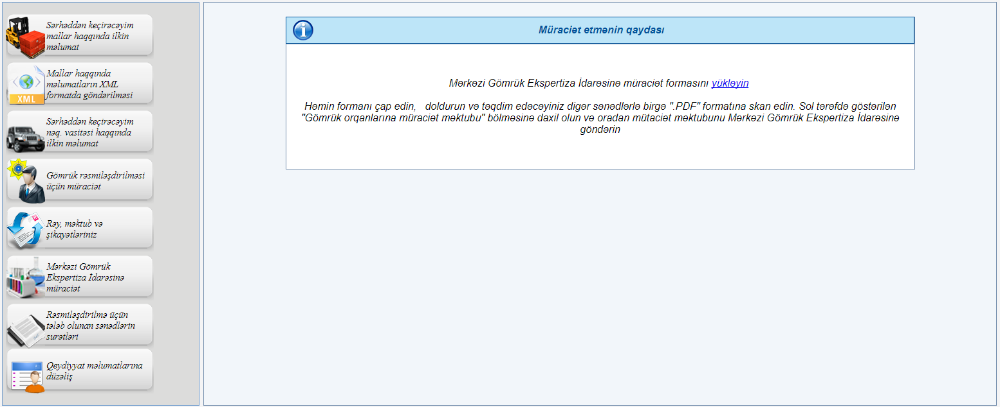 Sərhəddən keçirəcəyim
mallar haqqında ilkin
məlumat
Mallar haqqında
məlumatların XML
formatda göndərilməsi
XML
Sərhəddən keçirəcəyim
nəq. vasitəsi haqqında
ilkin məlumat
Gömrük rəsmiləşdirilməsi
üçün müraciət
Rəy, məktub və
şikayətləriniz
Mərkəzi Gömrük
Ekspertiza İdarəsinə
müraciət
Rəsmiləşdirilmə üçün
tələb olunan sənədlərin
surətləri
Qeydiyyat məlumatlarına
düzəliş
Müraciət etmənin qaydası
Mərkəzi Gömrük Ekspertiza İdarəsinə müraciət formasını yükləyin
Həmin formanı çap edin, doldurun və təqdim edəcəyiniz digər sənədlərlə birgə ".PDF" formatına skan edin. Sol tərəfdə göstərilən
"Gömrük orqanlarına müraciət məktubu" bölməsinə daxil olun və oradan mütaciət məktubunu Mərkəzi Gömrük Ekspertiza İdarəsinə
göndərin